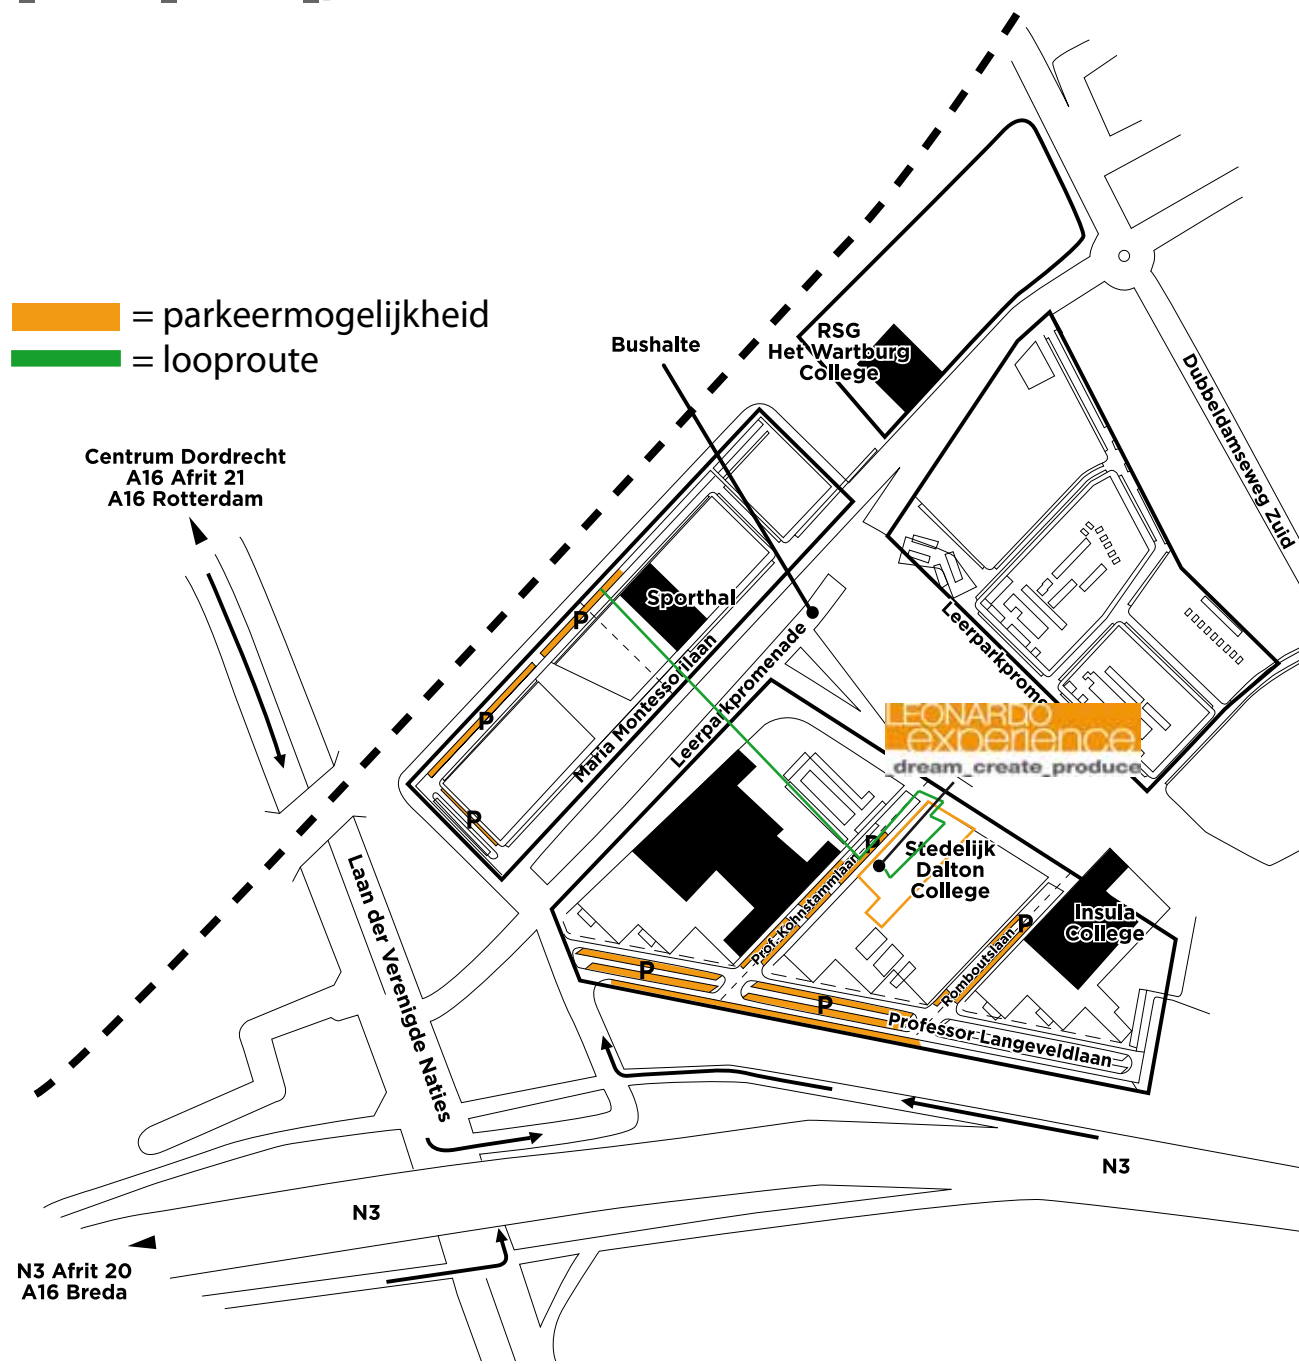 = parkeermogelijkheid
= looproute
Bushalte
RSG
Het Wartburg
College
Dubbeldamseweg Zuid
Centrum Dordrecht
A16 Afrit 21
A16 Rotterdam
Sporthal
P
P
P
Maria Montessorilaan
Leerparkpromenade
Leerparkprome
LEONARDO
experience
_dream_create_produce
P
Stedelijk
Dalton
College
Prof. Kohnstammlaan
Insula
College
P
Romboutslaan
P
P
Professor Langeveldlaan
Laan der Verenigde Naties
N3
N3
N3 Afrit 20
A16 Breda